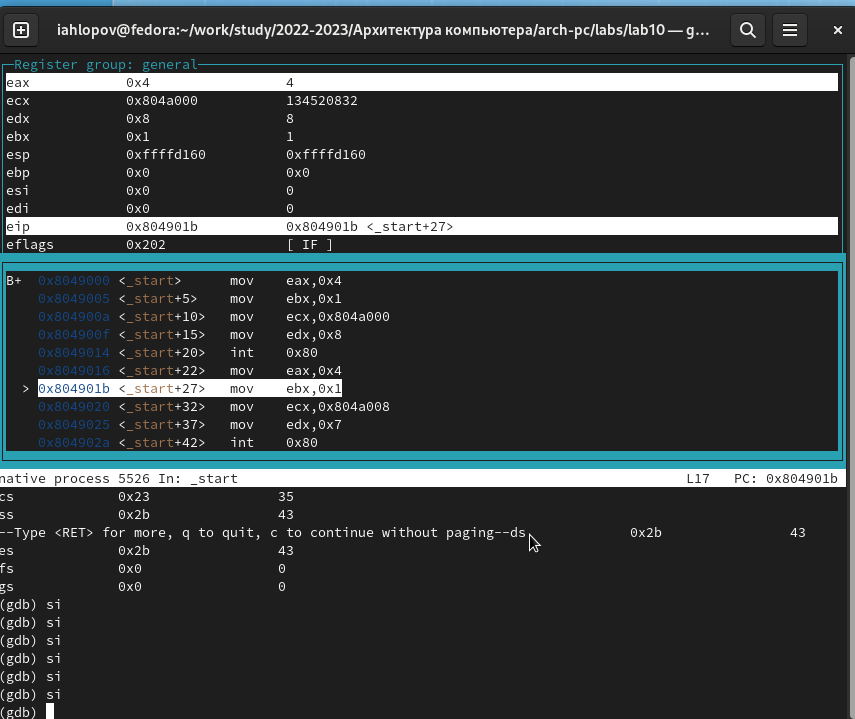 iahlopov@fedora:~/work/study/2022-2023/Архитектура компьютера/arch-pc/labs/lab10 — g...
Register group: general
eax 0x4 4
ecx 0x804a000 134520832
edx 0x8 8
ebx 0x1 1
esp 0xffffd160 0xffffd160
ebp 0x0 0x0
esi 0x0 0
edi 0x0 0
eip 0x804901b 0x804901b <_start+27>
eflags 0x202 [ IF ]
B+ 0x8049000 <_start> mov eax,0x4
0x8049005 <_start+5> mov ebx,0x1
0x804900a <_start+10> mov ecx,0x804a000
0x804900f <_start+15> mov edx,0x8
0x8049014 <_start+20> int 0x80
0x8049016 <_start+22> mov eax,0x4
> 0x804901b <_start+27> mov ebx,0x1
0x8049020 <_start+32> mov ecx,0x804a008
0x8049025 <_start+37> mov edx,0x7
0x804902a <_start+42> int 0x80
native process 5526 In: _start L17 PC: 0x804901b
cs 0x23 35
ss 0x2b 43
--Type <RET> for more, q to quit, c to continue without paging--ds 0x2b 43
es 0x2b 43
fs 0x0 0
gs 0x0 0
(gdb) si
(gdb) si
(gdb) si
(gdb) si
(gdb) si
(gdb) si
(gdb)